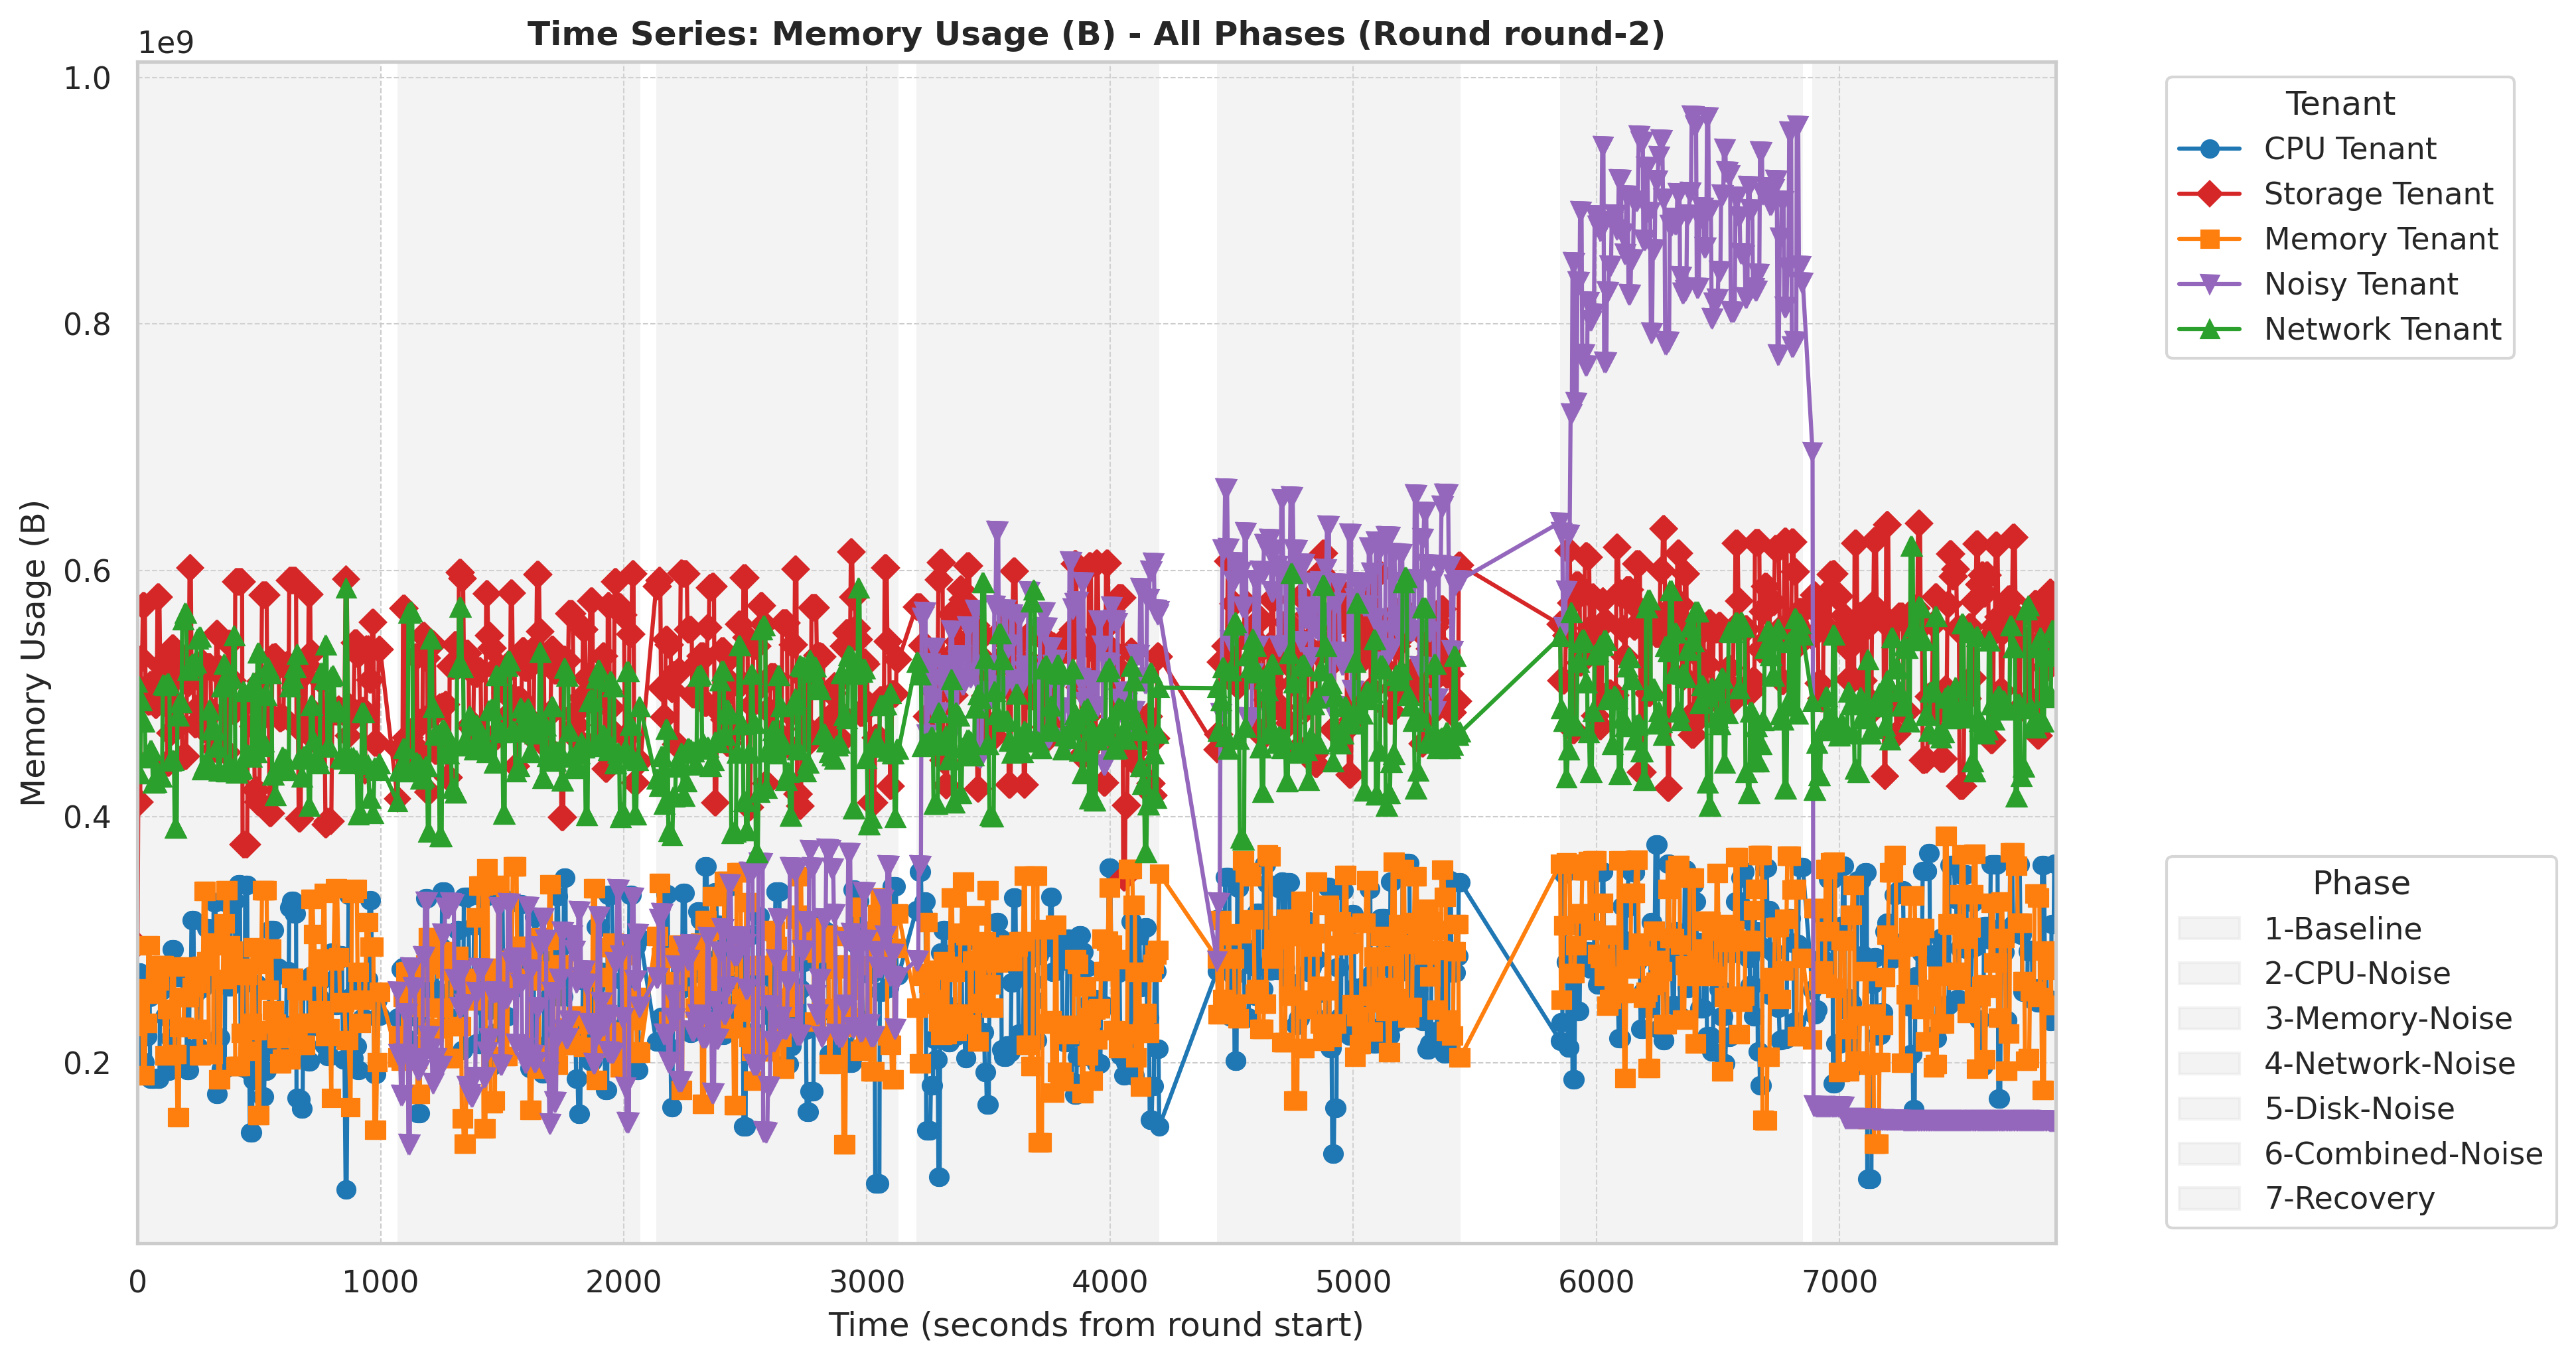 Time Series: Memory Usage (B) - All Phases (Round round-2)
1e9
1.0
0.8
0.6
0.4
0.2
Memory Usage (B)
0 1000 2000 3000 4000 5000 6000 7000
Time (seconds from round start)
Tenant
CPU Tenant
Storage Tenant
Memory Tenant
Noisy Tenant
Network Tenant
Phase
1-Baseline
2-CPU-Noise
3-Memory-Noise
4-Network-Noise
5-Disk-Noise
6-Combined-Noise
7-Recovery